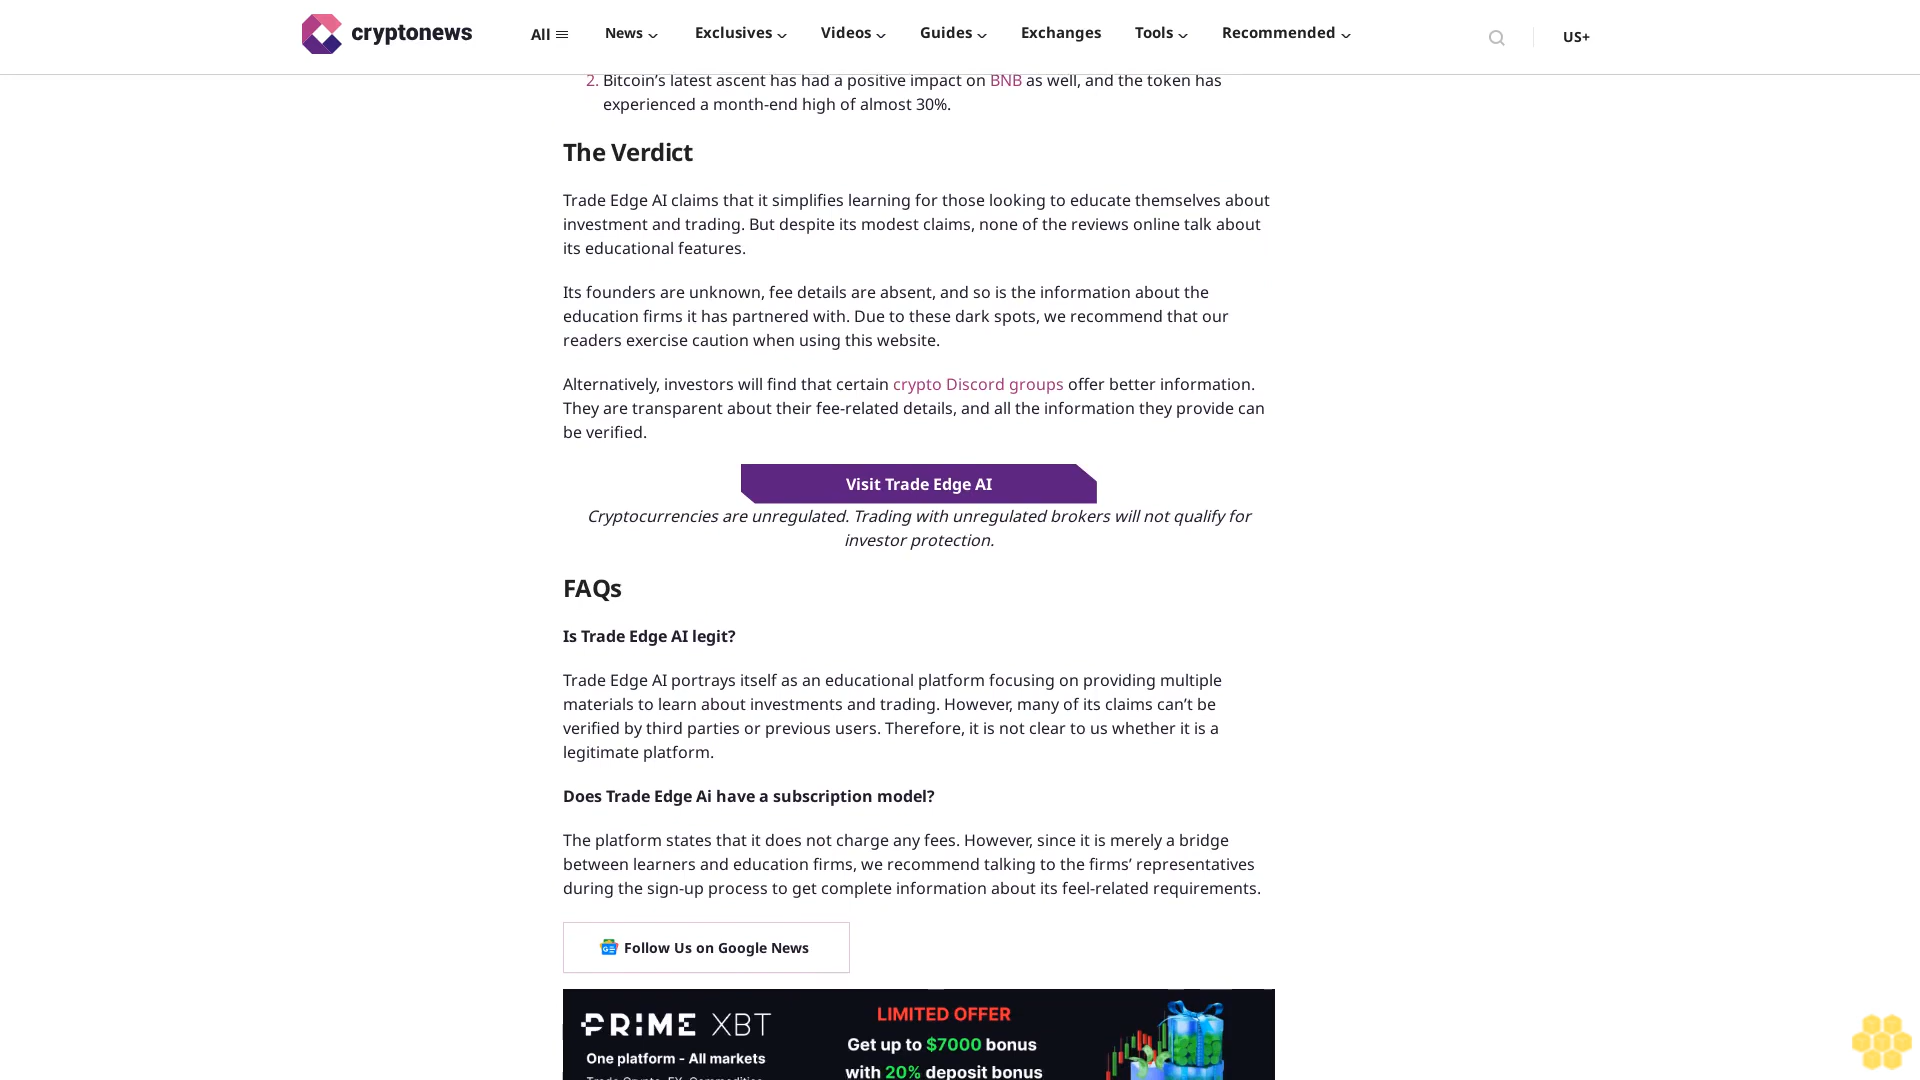 cryptonews
All
News
Exclusives
Videos
Guides
Exchanges
Tools
Recommended
US+
2. Bitcoin’s latest ascent has had a positive impact on BNB as well, and the token has
experienced a month-end high of almost 30%.
The Verdict
Trade Edge AI claims that it simplifies learning for those looking to educate themselves about
investment and trading. But despite its modest claims, none of the reviews online talk about
its educational features.
Its founders are unknown, fee details are absent, and so is the information about the
education firms it has partnered with. Due to these dark spots, we recommend that our
readers exercise caution when using this website.
Alternatively, investors will find that certain crypto Discord groups offer better information.
They are transparent about their fee-related details, and all the information they provide can
be verified.
Visit Trade Edge AI
Cryptocurrencies are unregulated. Trading with unregulated brokers will not qualify for
investor protection.
FAQs
Is Trade Edge AI legit?
Trade Edge AI portrays itself as an educational platform focusing on providing multiple
materials to learn about investments and trading. However, many of its claims can’t be
verified by third parties or previous users. Therefore, it is not clear to us whether it is a
legitimate platform.
Does Trade Edge Ai have a subscription model?
The platform states that it does not charge any fees. However, since it is merely a bridge
between learners and education firms, we recommend talking to the firms’ representatives
during the sign-up process to get complete information about its feel-related requirements.
Follow Us on Google News
PRIME XBT
One platform - All markets
LIMITED OFFER
Get up to $7000 bonus
with 20% deposit bonus